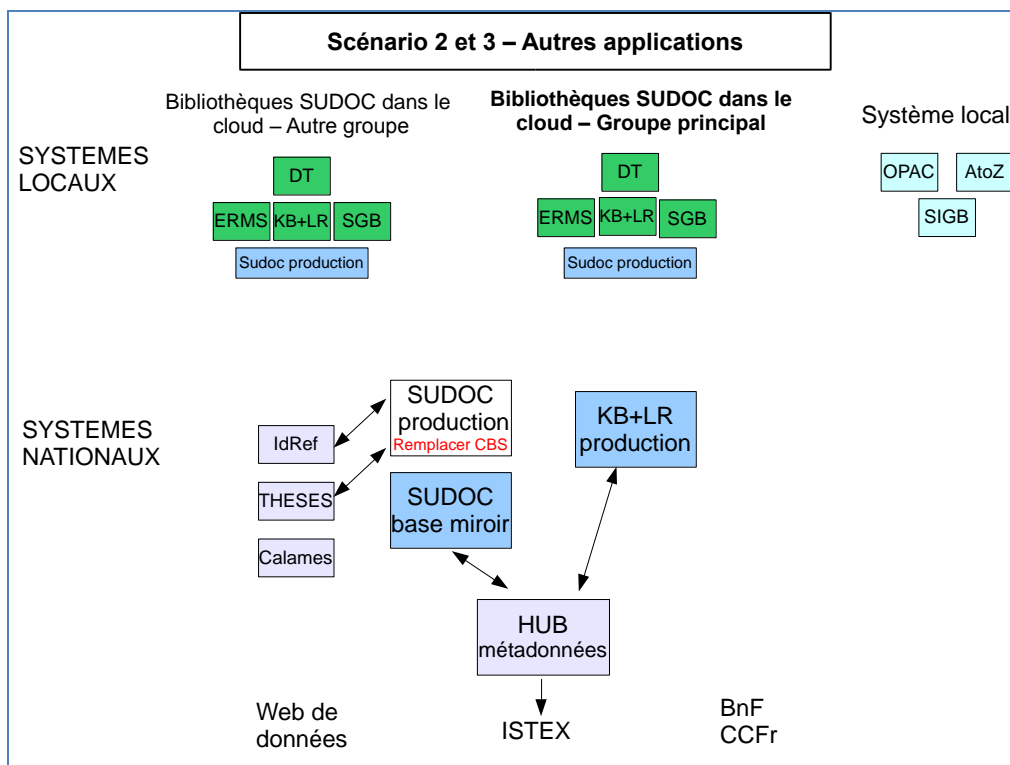 Scénario 2 et 3 – Autres applications
Bibliothèques SUDOC dans le
cloud – Autre groupe
Bibliothèques SUDOC dans le
cloud – Groupe principal
Système local
SYSTEMES
LOCAUX
DT
ERMS
KB+LR
SGB
Sudoc production
DT
ERMS
KB+LR
SGB
Sudoc production
OPAC
AtoZ
SIGB
SYSTEMES
NATIONAUX
IdRef
THESES
Calames
SUDOC
production
Remplacer CBS
SUDOC
base miroir
KB+LR
production
HUB
métadonnées
Web de
données
ISTEX
BnF
CCFr